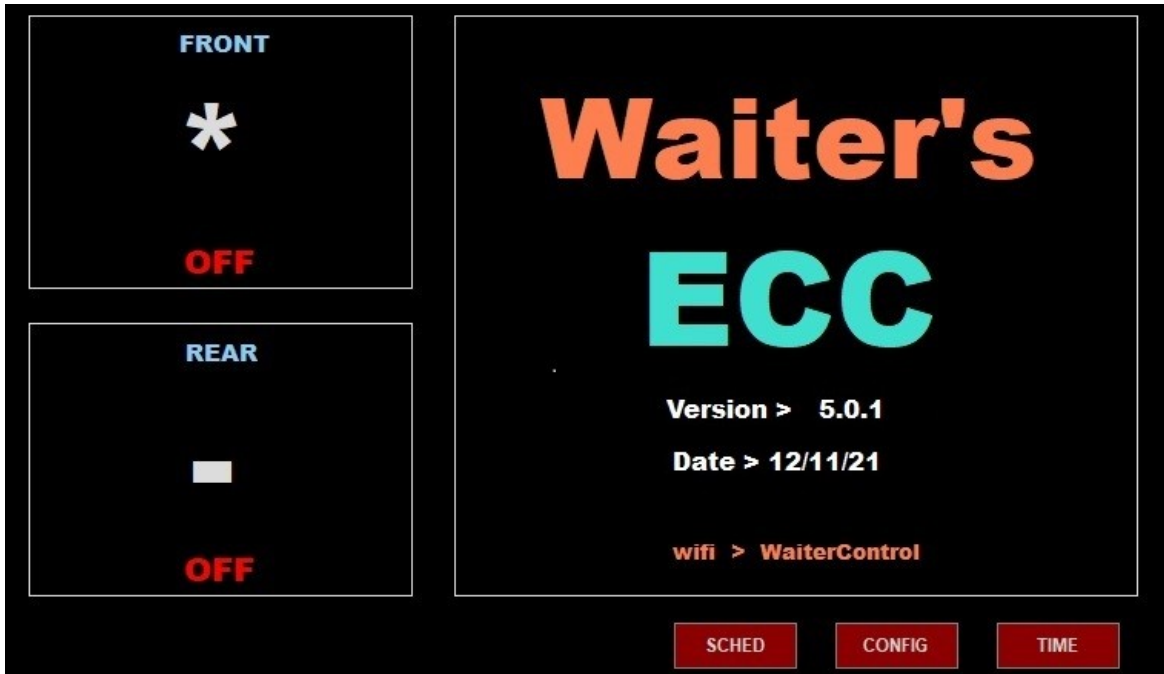 FRONT
*
OFF
REAR
-
OFF
Waiter's
ECC
Version > 5.0.1
Date > 12/11/21
wifi > WaiterControl
SCHED
CONFIG
TIME